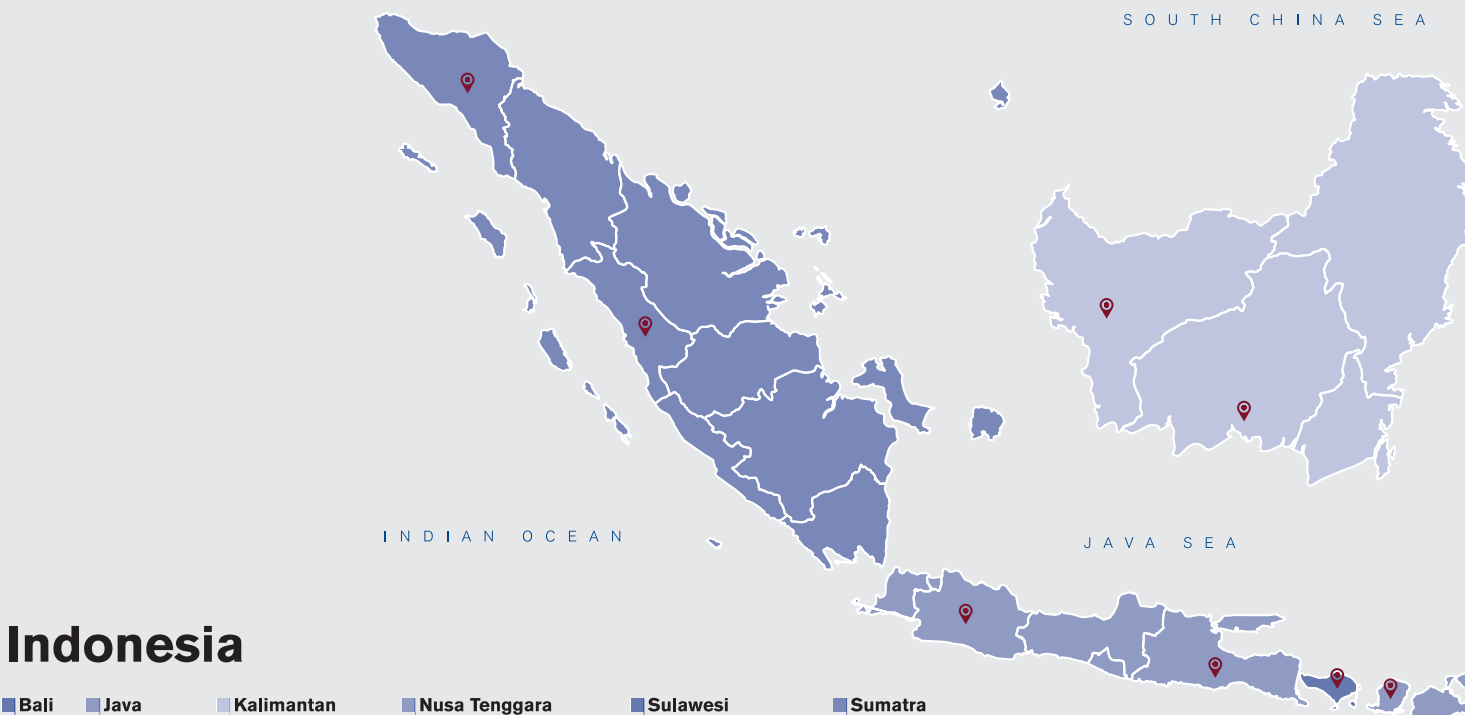 SOUTH CHINA SEA
INDIAN OCEAN
JAVA SEA
Indonesia
Bali Java Kalimantan Nusa Tenggara Sulawesi Sumatra